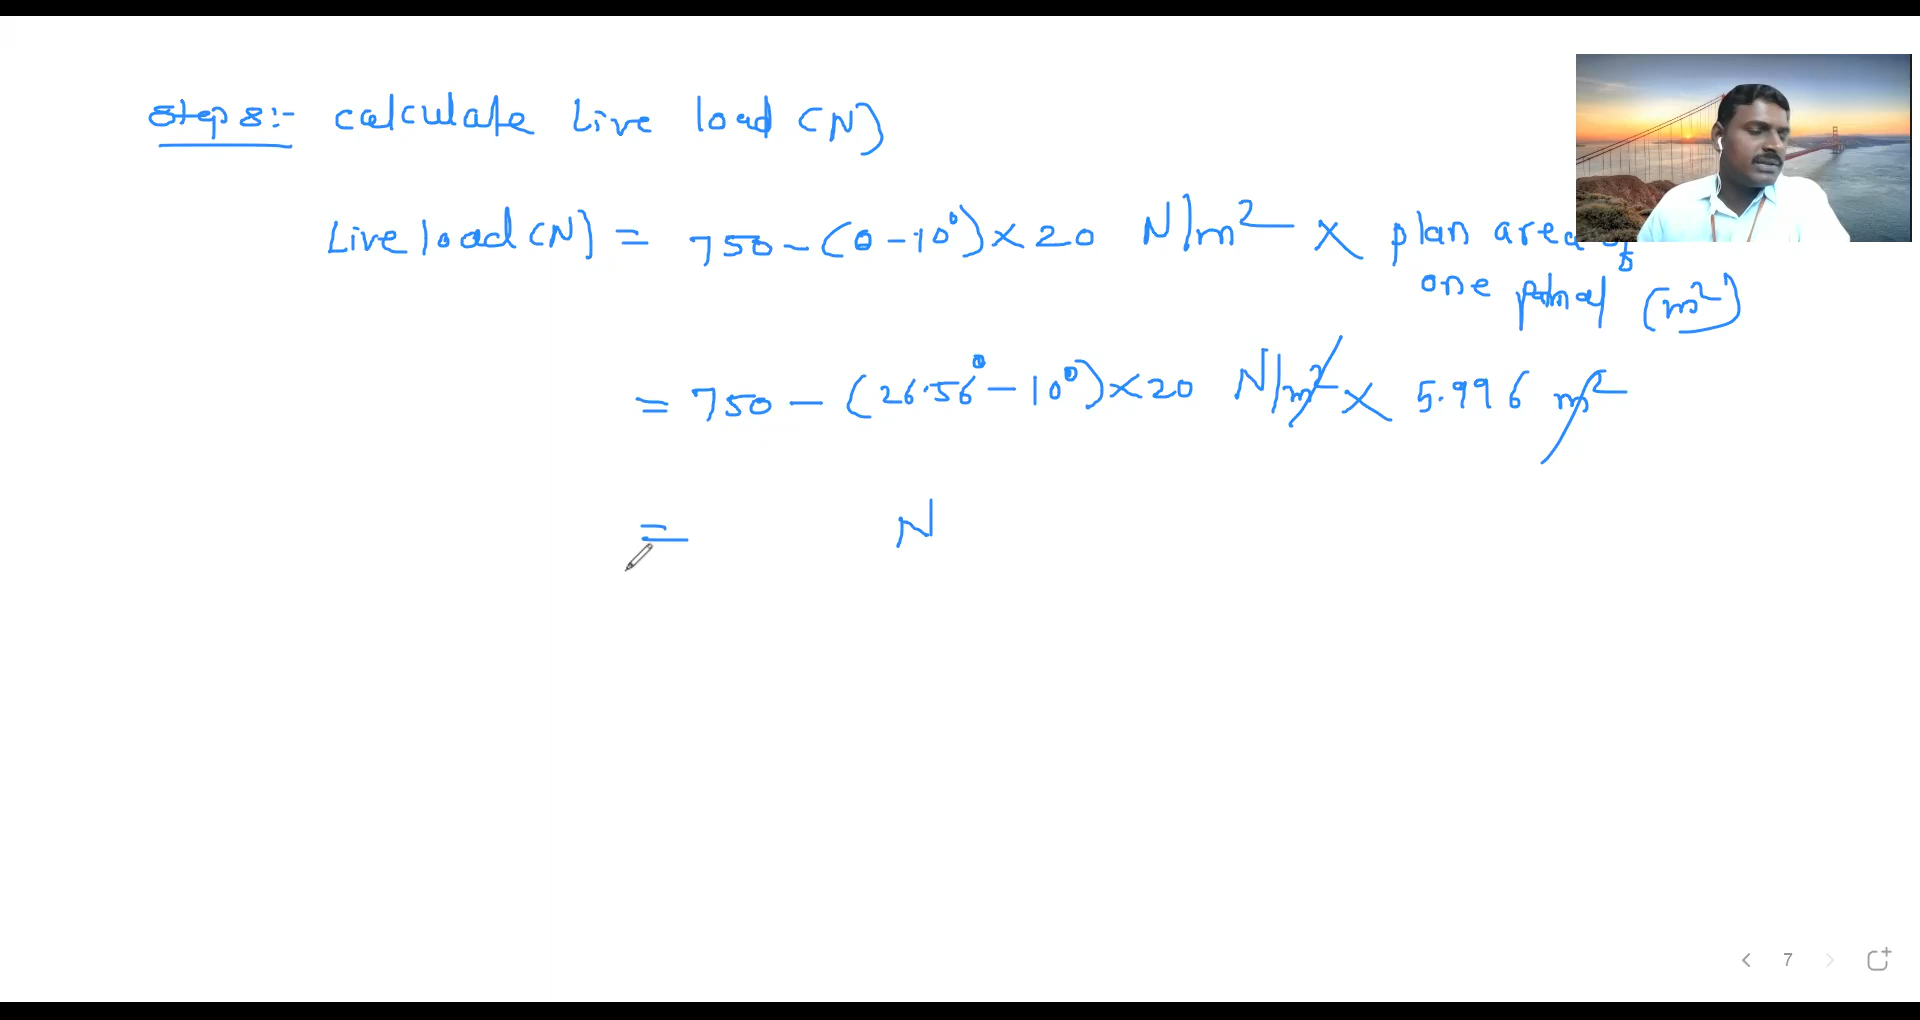 Step 8:- calculate Live load (N)
Live load (N) = 750 - (θ - 10°) × 20 N/m² × plan area of
one panel (m²)
= 750 - (26.56° - 10°) × 20 N/m² × 5.996 m²
= N
7